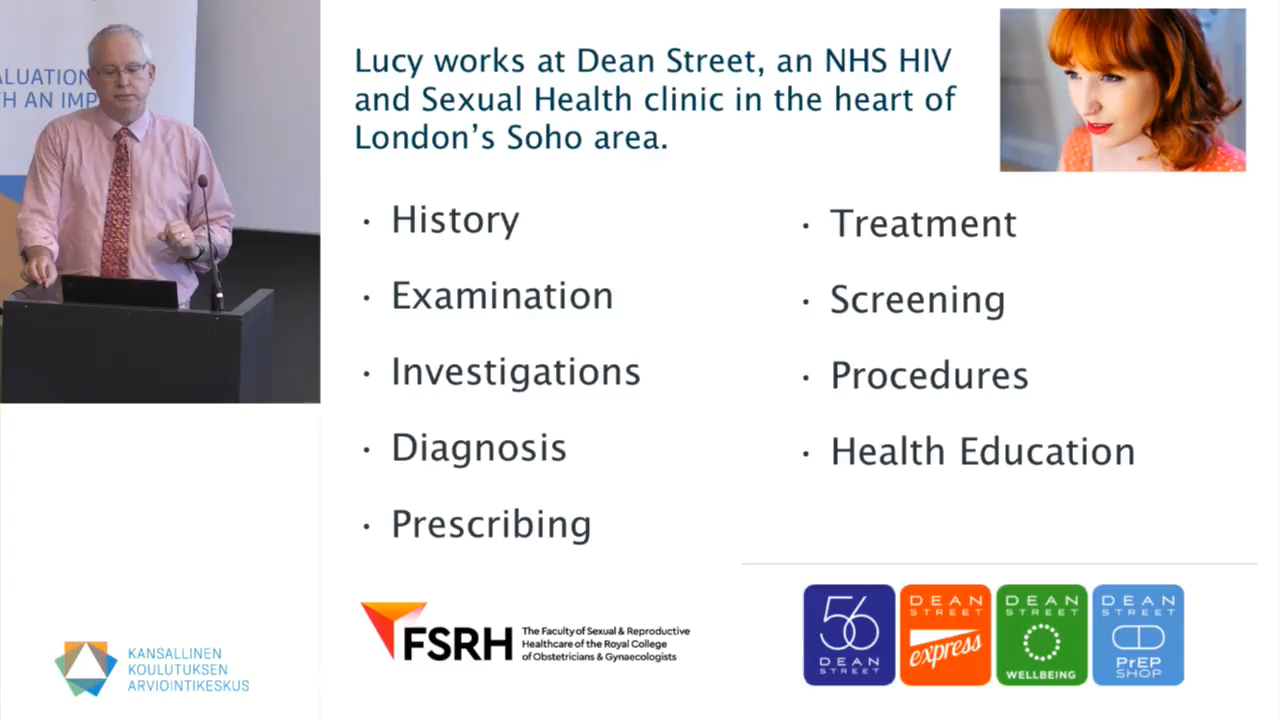 ALUATION
TH AN IMP
Lucy works at Dean Street, an NHS HIV
and Sexual Health clinic in the heart of
London's Soho area.
• History
• Examination
• Investigations
• Diagnosis
• Prescribing
• Treatment
• Screening
• Procedures
• Health Education
FSRH
The Faculty of Sexual & Reproductive
Healthcare of the Royal College
of Obstetricians & Gynaecologists
56
DEAN
STREET
DEAN
STREET
express
DEAN
STREET
WELLBEING
DEAN
STREET
PrEP
SHOP
KANSALLINEN
KOULUTUKSEN
ARVIOINTIKESKUS